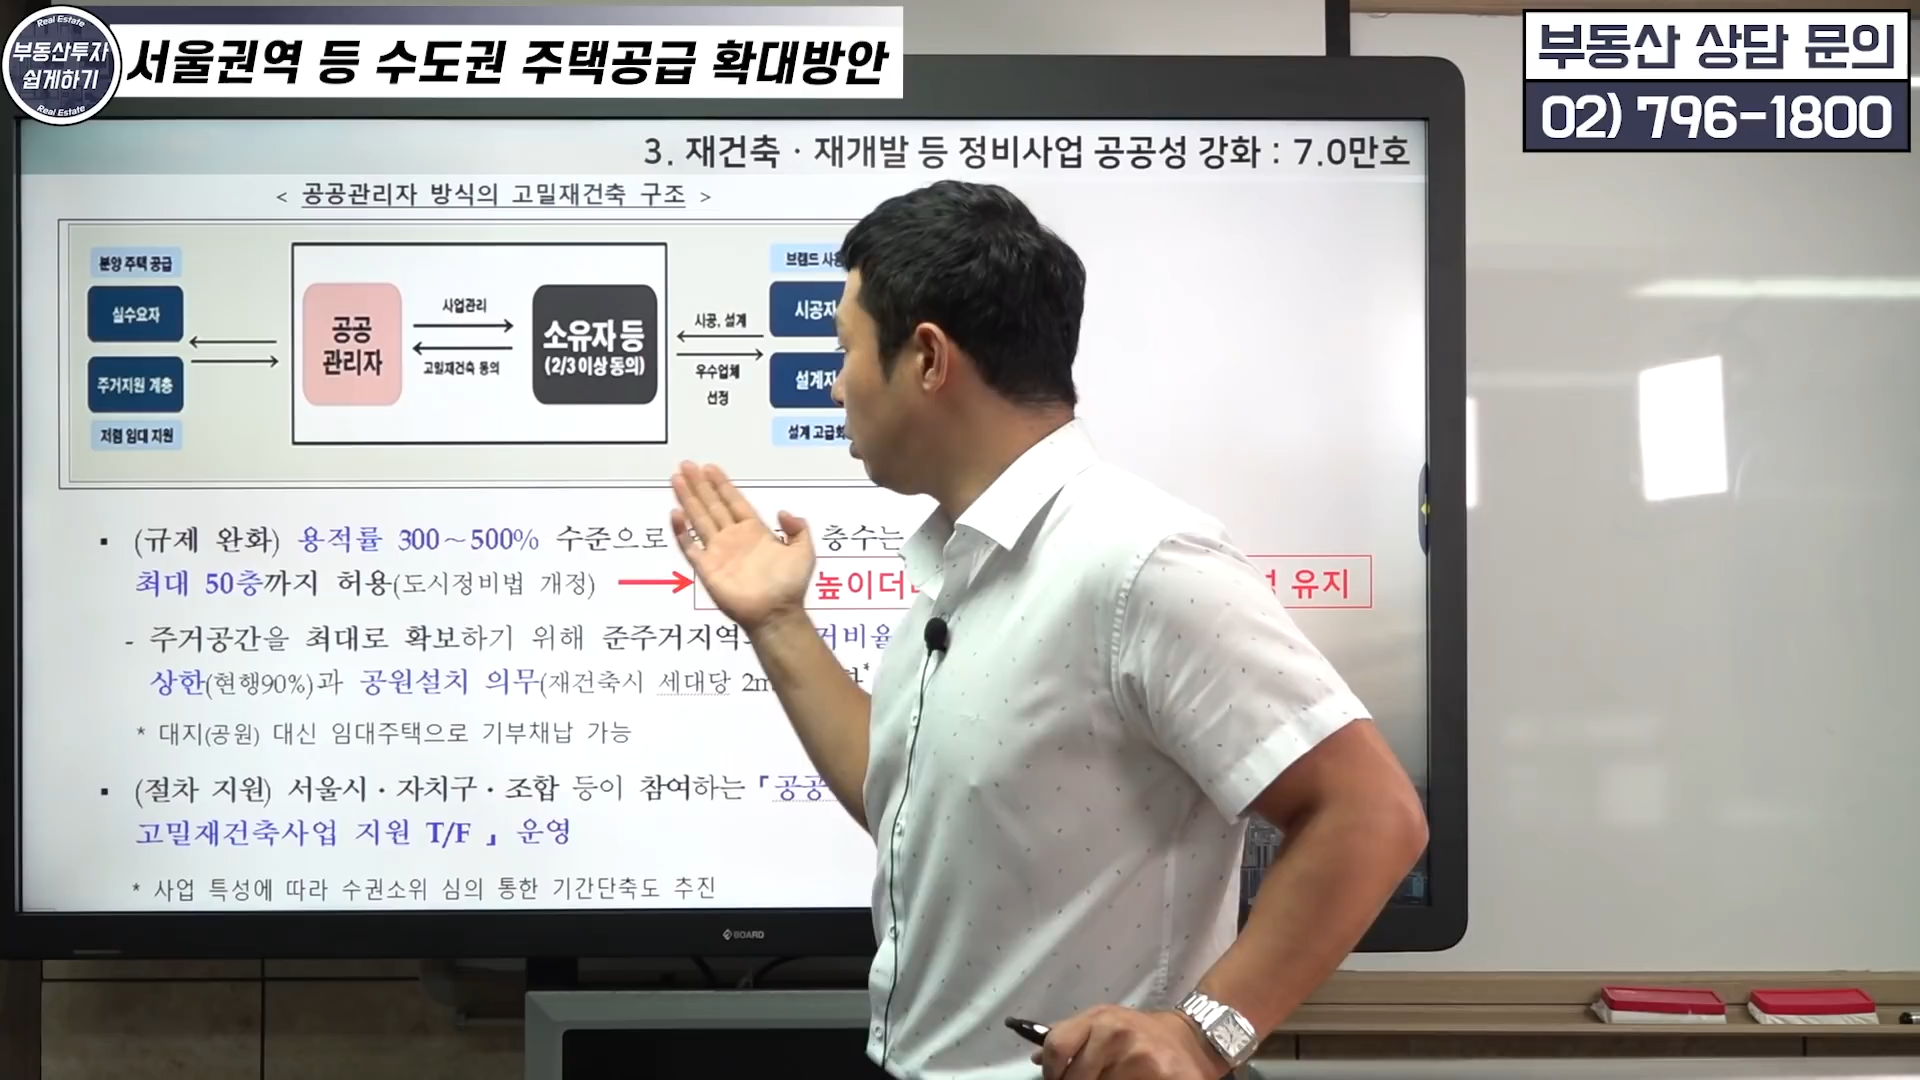 Real Estate
부동산투자
쉽게하기
Real Estate
서울권역 등 수도권 주택공급 확대방안
부동산 상담 문의
02) 796-1800
3. 재건축 · 재개발 등 정비사업 공공성 강화 : 7.0만호
< 공공관리자 방식의 고밀재건축 구조 >
분양 주택 공급
실수요자
주거지원 계층
저렴 임대 지원
공공
관리자
사업관리
고밀재건축 동의
소유자 등
(2/3 이상 동의)
시공, 설계
우수업체
선정
브랜드
시공자
설계자
설계
▪ (규제 완화) 용적률 300~500% 수준으로 층수는
최대 50층까지 허용(도시정비법 개정)
유지
- 주거공간을 최대로 확보하기 위해
상한(현행90%)과 공원설치 의무(재건축시 세대당
* 대지(공원) 대신 임대주택으로 기부채납 가능
▪ (절차 지원) 서울시·자치구·조합 등이 참여하는 「
고밀재건축사업 지원 T/F 」 운영
* 사업 특성에 따라 수권소위 심의 통한 기간단축도 추진
BOARD